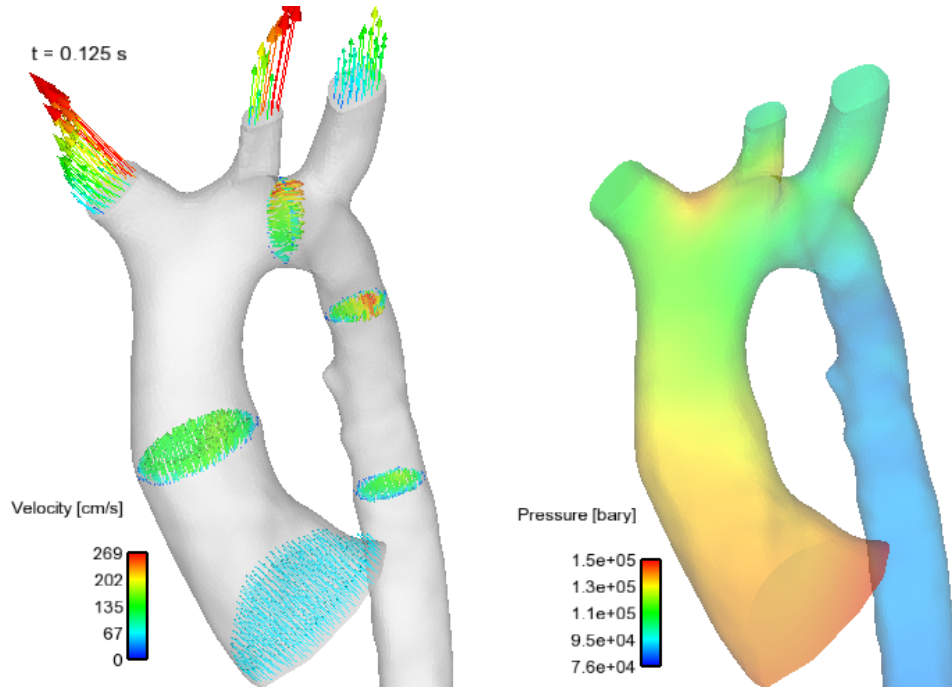 t = 0.125 s
Velocity [cm/s]
269
202
135
67
0
Pressure [bary]
1.5e+05
1.3e+05
1.1e+05
9.5e+04
7.6e+04